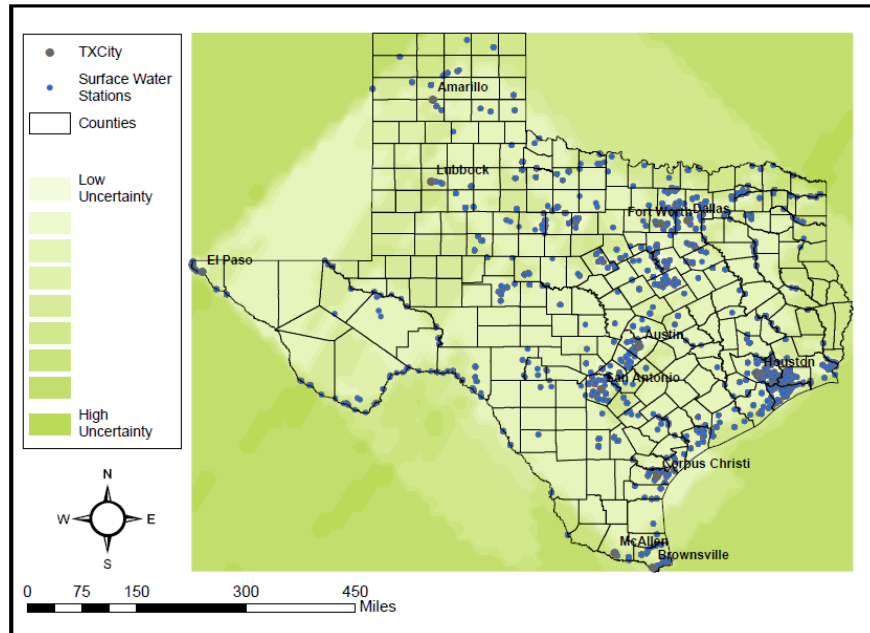 TXCity
Surface Water
Stations
Counties
Low
Uncertainty
High
Uncertainty
N
W E
S
0 75 150 300 450
Miles
Amarillo
Lubbock
Fort Worth Dallas
El Paso
Austin
Houston
San Antonio
Corpus Christi
McAllen
Brownsville